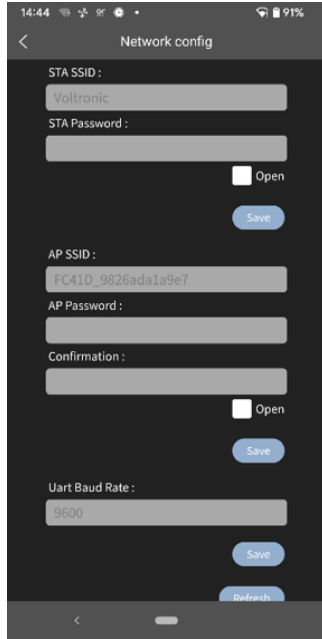 14:44 91%
Network config
STA SSID :
Voltronic
STA Password :
Open
Save
AP SSID :
FC41D_9826ada1a9e7
AP Password :
Confirmation :
Open
Save
Uart Baud Rate :
9600
Save
Refresh